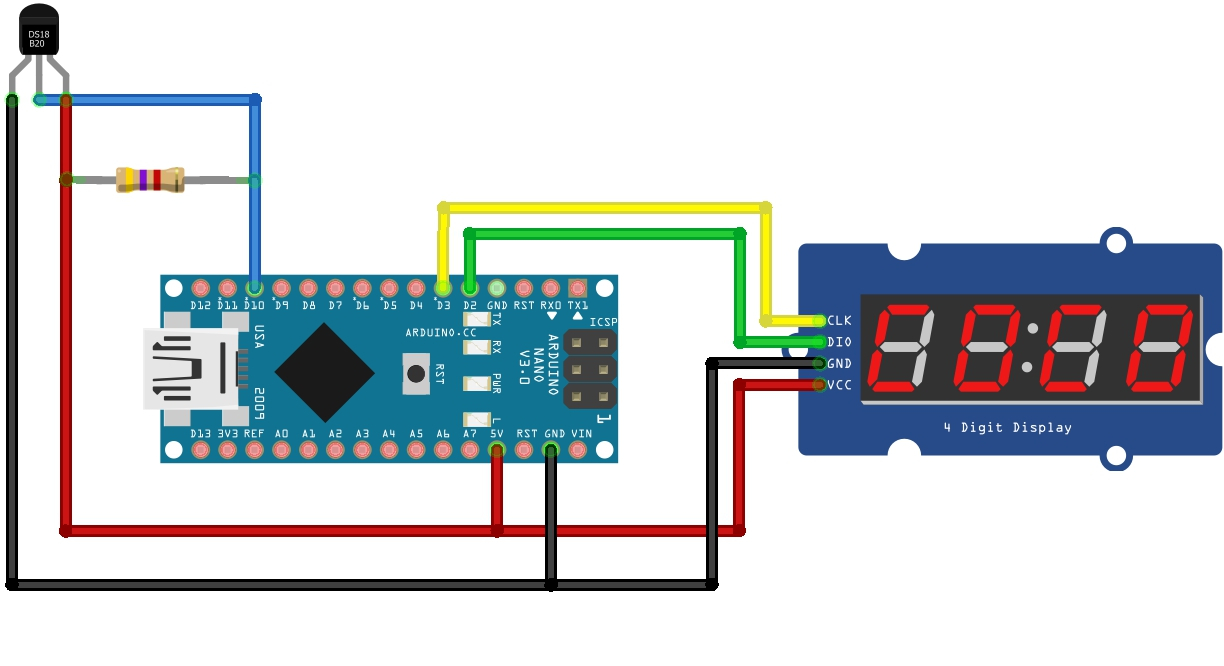 DS18
B20
D12 D11 D10 D9 D8 D7 D6 D5 D4 D3 D2 GND RST RX0 TX1
ICSP
TX
ARDUINO.CC
USA
RX
RST
PWR
ARDUINO
NANO
V3.0
2009
L
1
D13 3V3 REF A0 A1 A2 A3 A4 A5 A6 A7 5V RST GND VIN
CLK
DIO
GND
VCC
4 Digit Display